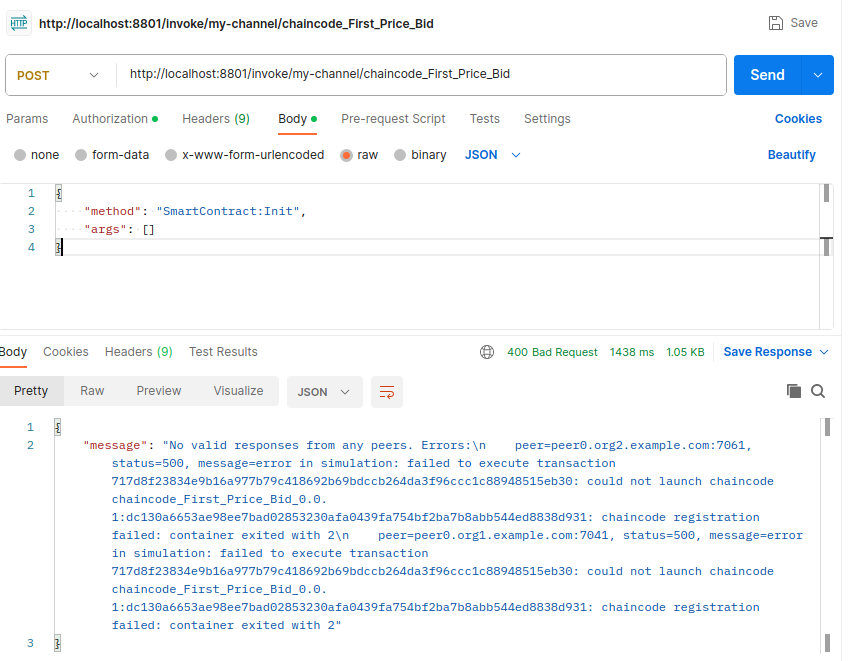 HTTP http://localhost:8801/invoke/my-channel/chaincode_First_Price_Bid Save
POST http://localhost:8801/invoke/my-channel/chaincode_First_Price_Bid Send
Params Authorization Headers (9) Body Pre-request Script Tests Settings Cookies
none form-data x-www-form-urlencoded raw binary JSON Beautify
1 {
2 "method": "SmartContract:Init",
3 "args": []
4 }
Body Cookies Headers (9) Test Results 400 Bad Request 1438 ms 1.05 KB Save Response
Pretty Raw Preview Visualize JSON
1 {
2 "message": "No valid responses from any peers. Errors:\n    peer=peer0.org2.example.com:7061,
status=500, message=error in simulation: failed to execute transaction
717d8f23834e9b16a977b79c418692b69bdccb264da3f96ccc1c88948515eb30: could not launch chaincode
chaincode_First_Price_Bid_0.0.
1:dc130a6653ae98ee7bad02853230afa0439fa754bf2ba7b8abb544ed8838d931: chaincode registration
failed: container exited with 2\n    peer=peer0.org1.example.com:7041, status=500, message=error
in simulation: failed to execute transaction
717d8f23834e9b16a977b79c418692b69bdccb264da3f96ccc1c88948515eb30: could not launch chaincode
chaincode_First_Price_Bid_0.0.
1:dc130a6653ae98ee7bad02853230afa0439fa754bf2ba7b8abb544ed8838d931: chaincode registration
failed: container exited with 2"
3 }